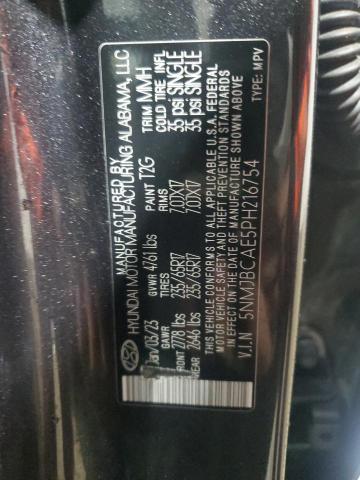 HYUNDAI MOTOR MANUFACTURING ALABAMA, LLC
Jan/03/23 GVWR 4761 lbs PAINT T2G TRIM MMH
GAWR TIRES RIMS COLD TIRE INFL
FRONT 2778 lbs 235/65R17 7.0JX17 35 psi SINGLE
REAR 2646 lbs 235/65R17 7.0JX17 35 psi SINGLE
THIS VEHICLE CONFORMS TO ALL APPLICABLE U.S.A. FEDERAL
MOTOR VEHICLE SAFETY AND THEFT PREVENTION STANDARDS
IN EFFECT ON THE DATE OF MANUFACTURE SHOWN ABOVE.
V.I.N 5NMJBCAE5PH216754 TYPE: MPV